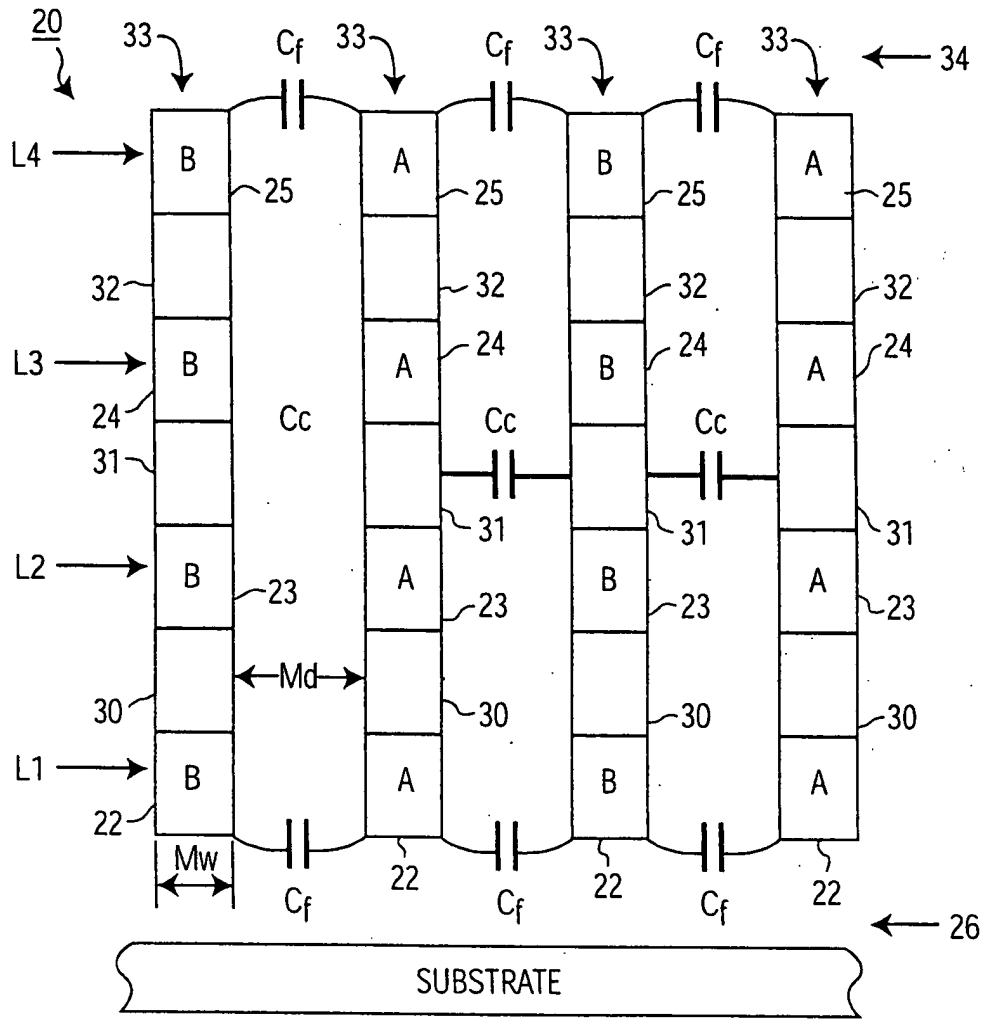 20 33 Cf 33 Cf 33 Cf 33 34
L4 B A B A
25 25 25 25
32 32 32 32
L3 B A B A
24 24 24 24
Cc Cc Cc
31 31 31 31
L2 B A B A
23 23 23 23
Md
30 30 30 30
L1 B A B A
22 22 22 22
Mw Cf Cf Cf
26
SUBSTRATE